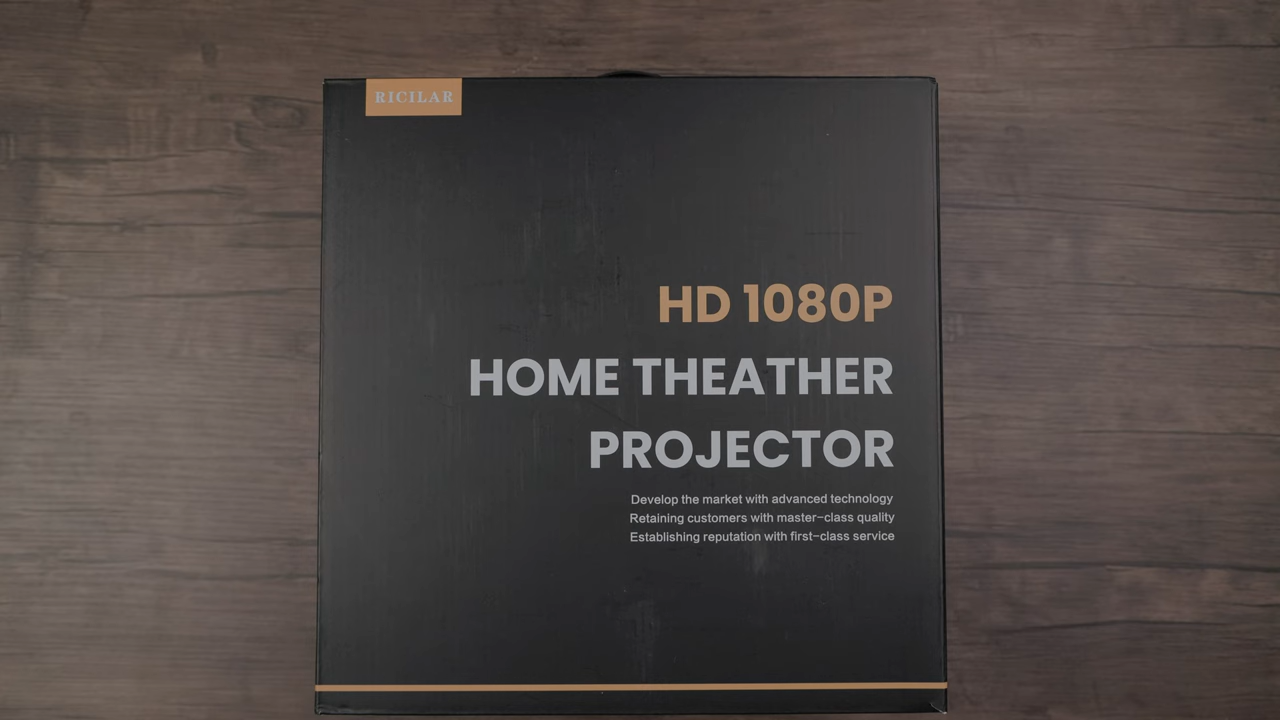 RICILAR
HD 1080P
HOME THEATHER
PROJECTOR
Develop the market with advanced technology
Retaining customers with master-class quality
Establishing reputation with first-class service